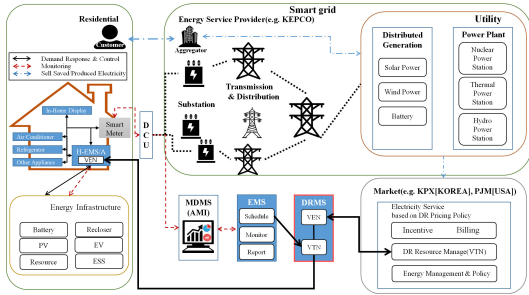 Residential
Customer
Demand Response & Control
Monitoring
Sell Saved Produced Electricity
In-Home Display
Smart
Meter
Air Conditioner
Refrigerator
Other Appliance
H-EMS/A
VEN
D
C
U
Energy Infrastructure
Battery
Recloser
PV
EV
Resource
ESS
Smart grid
Energy Service Provider(e.g. KEPCO)
Aggregator
Transmission
& Distribution
Substation
Utility
Distributed
Generation
Solar Power
Wind Power
Battery
Power Plant
Nuclear
Power
Station
Thermal
Power
Station
Hydro
Power
Station
MDMS
(AMI)
EMS
Schedule
Monitor
Report
DRMS
VEN
VTN
Market(e.g. KPX[KOREA], PJM[USA])
Electricity Service
based on DR Pricing Policy
Incentive Billing
DR Resource Manage(VTN)
Energy Management & Policy